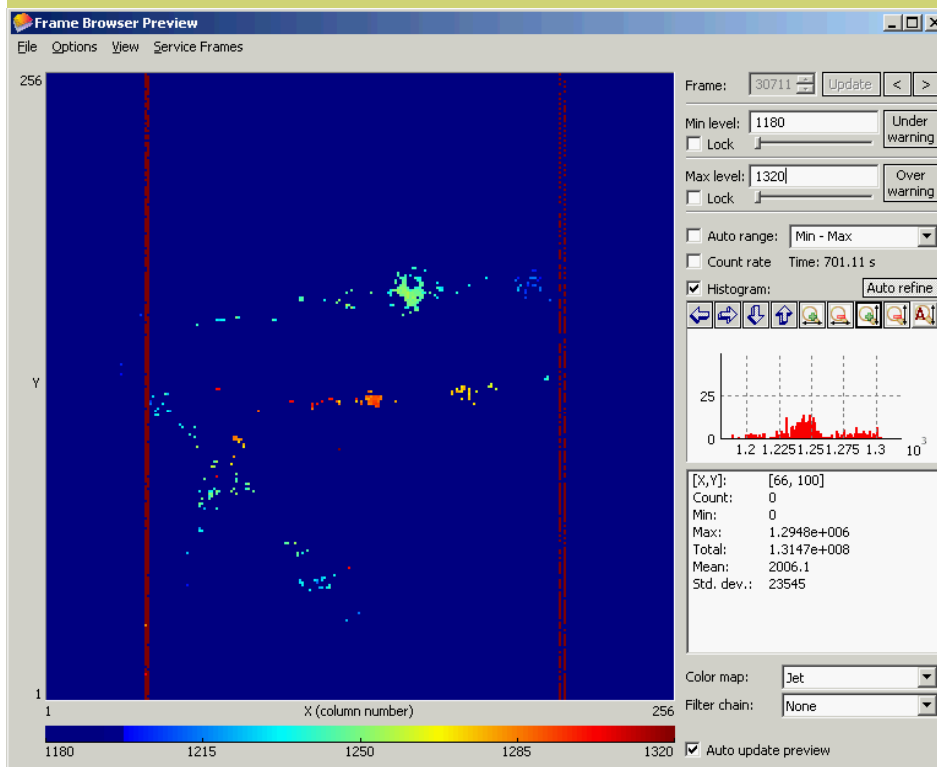 Frame Browser Preview
File Options View Service Frames
256
Y
1
1 X (column number) 256
1180 1215 1250 1285 1320
Frame: 30711 Update < >
Min level: 1180 Under warning
Lock
Max level: 1320 Over warning
Lock
Auto range: Min - Max
Count rate Time: 701.11 s
Histogram: Auto refine
A
25
0
1.2 1.225 1.25 1.275 1.3 10^3
[X,Y]: [66, 100]
Count: 0
Min: 0
Max: 1.2948e+006
Total: 1.3147e+008
Mean: 2006.1
Std. dev.: 23545
Color map: Jet
Filter chain: None
Auto update preview